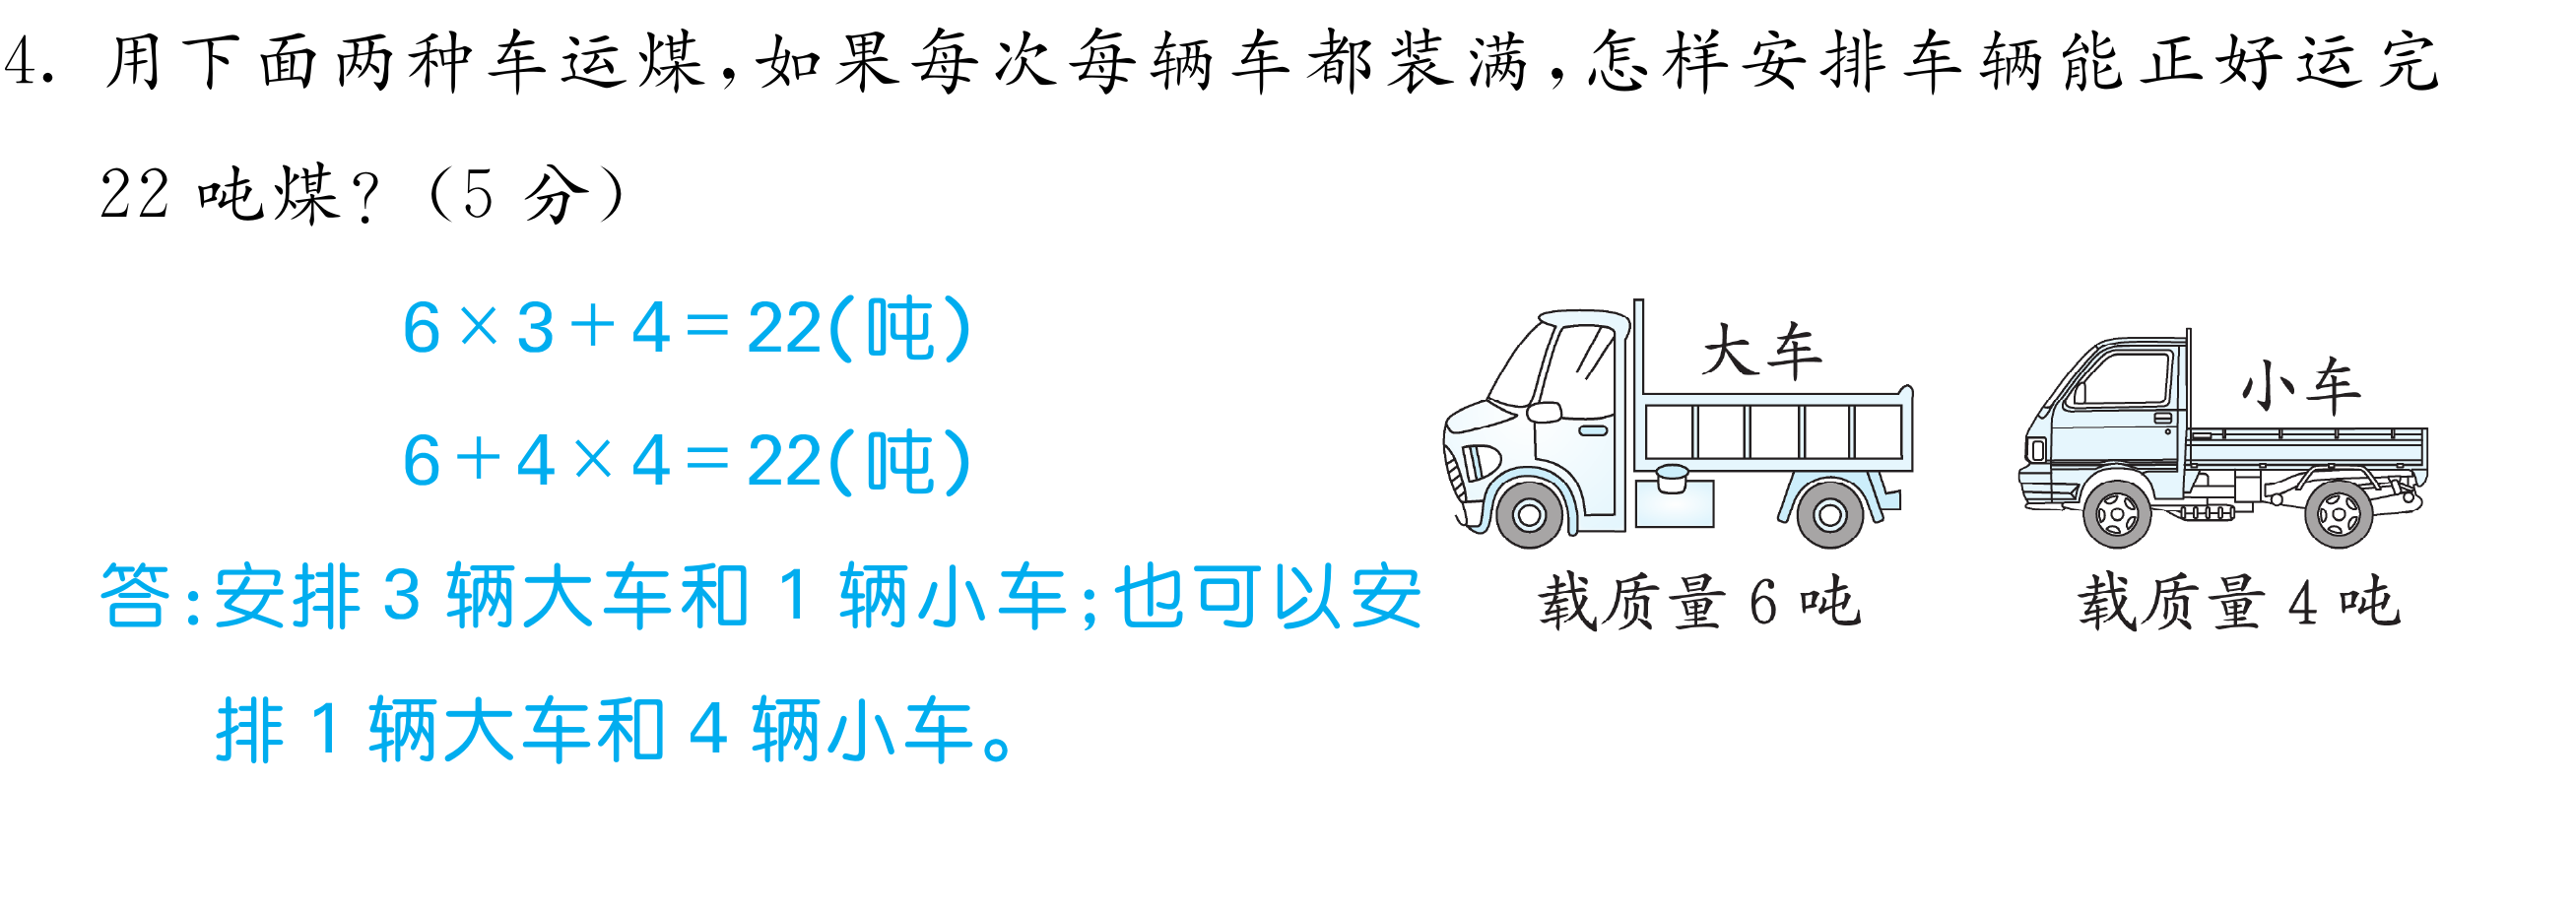 4. 用下面两种车运煤,如果每次每辆车都装满,怎样安排车辆能正好运完
22 吨煤?(5 分)
6×3+4=22(吨)
6+4×4=22(吨)
大车
小车
载质量 6 吨
载质量 4 吨
答:安排 3 辆大车和 1 辆小车;也可以安
排 1 辆大车和 4 辆小车。